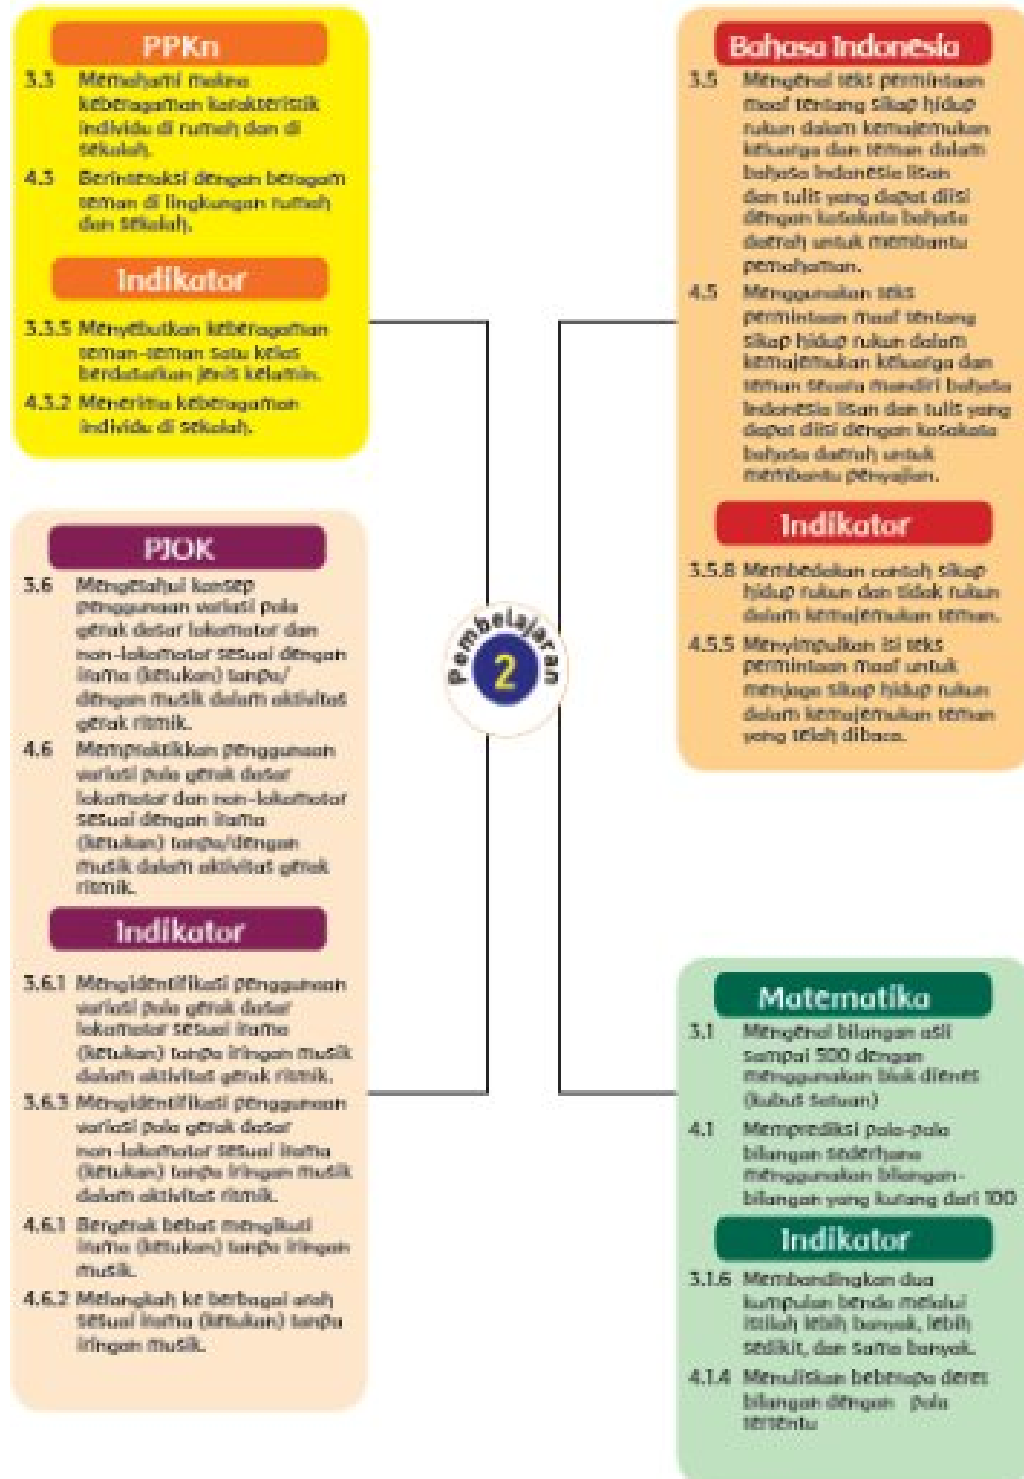 PPKn
3.3 Memahami makna
keberagaman karakteristik
individu di rumah dan di
sekolah.
4.3 Berinteraksi dengan beragam
teman di lingkungan rumah
dan sekolah.
Indikator
3.3.5 Menyebutkan keberagaman
teman-teman satu kelas
berdasarkan jenis kelamin.
4.3.2 Menerima keberagaman
individu di sekolah.
PJOK
3.6 Mengetahui konsep
penggunaan variasi pola
gerak dasar lokomotor dan
non-lokomotor sesuai dengan
irama (ketukan) tanpa/
dengan musik dalam aktivitas
gerak ritmik.
4.6 Mempraktikkan penggunaan
variasi pola gerak dasar
lokomotor dan non-lokomotor
sesuai dengan irama
(ketukan) tanpa/dengan
musik dalam aktivitas gerak
ritmik.
Indikator
3.6.1 Mengidentifikasi penggunaan
variasi pola gerak dasar
lokomotor sesuai irama
(ketukan) tanpa iringan musik
dalam aktivitas gerak ritmik.
3.6.3 Mengidentifikasi penggunaan
variasi pola gerak dasar
non-lokomotor sesuai irama
(ketukan) tanpa iringan musik
dalam aktivitas ritmik.
4.6.1 Bergerak bebas mengikuti
irama (ketukan) tanpa iringan
musik.
4.6.2 Melangkah ke berbagai arah
sesuai irama (ketukan) tanpa
iringan musik.
Pembelajaran
2
Bahasa Indonesia
3.5 Mengenal teks permintaan
maaf tentang sikap hidup
rukun dalam kemajemukan
keluarga dan teman dalam
bahasa Indonesia lisan
dan tulis yang dapat diisi
dengan kosakata bahasa
daerah untuk membantu
pemahaman.
4.5 Menggunakan teks
permintaan maaf tentang
sikap hidup rukun dalam
kemajemukan keluarga dan
teman secara mandiri bahasa
Indonesia lisan dan tulis yang
dapat diisi dengan kosakata
bahasa daerah untuk
membantu penyajian.
Indikator
3.5.8 Membedakan contoh sikap
hidup rukun dan tidak rukun
dalam kemajemukan teman.
4.5.5 Menyimpulkan isi teks
permintaan maaf untuk
menjaga sikap hidup rukun
dalam kemajemukan teman
yang telah dibaca.
Matematika
3.1 Mengenal bilangan asli
sampai 500 dengan
menggunakan blok dienes
(kubus satuan)
4.1 Memprediksi pola-pola
bilangan sederhana
menggunakan bilangan-
bilangan yang kurang dari 100
Indikator
3.1.6 Membandingkan dua
kumpulan benda melalui
istilah lebih banyak, lebih
sedikit, dan sama banyak.
4.1.4 Menuliskan beberapa deret
bilangan dengan pola
tertentu